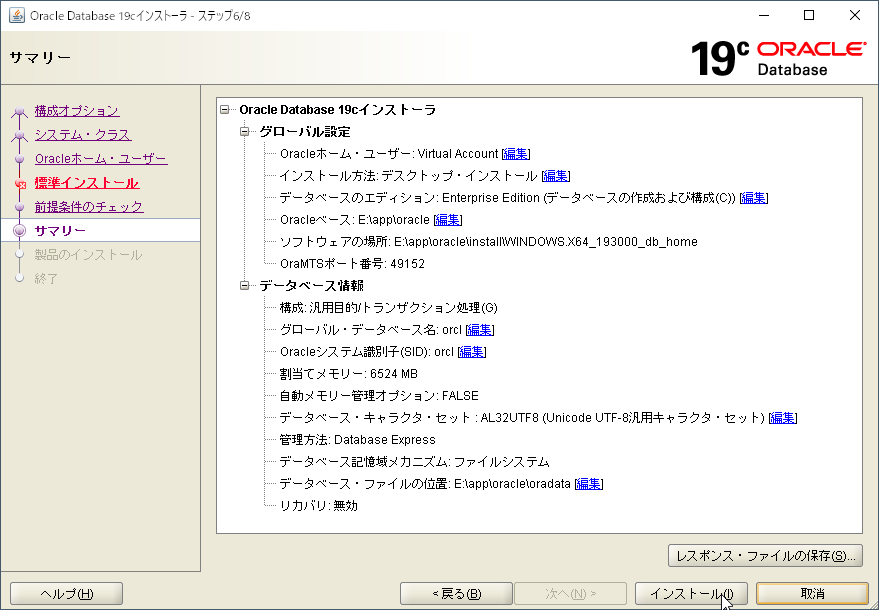 Oracle Database 19cインストーラ - ステップ6/8
サマリー
19c ORACLE
Database
構成オプション
システム・クラス
Oracleホーム・ユーザー
標準インストール
前提条件のチェック
サマリー
製品のインストール
終了
Oracle Database 19cインストーラ
グローバル設定
Oracleホーム・ユーザー: Virtual Account [編集]
インストール方法: デスクトップ・インストール [編集]
データベースのエディション: Enterprise Edition (データベースの作成および構成(C)) [編集]
Oracleベース: E:\app\oracle [編集]
ソフトウェアの場所: E:\app\oracle\install\WINDOWS.X64_193000_db_home
OraMTSポート番号: 49152
データベース情報
構成: 汎用目的/トランザクション処理(G)
グローバル・データベース名: orcl [編集]
Oracleシステム識別子(SID): orcl [編集]
割当てメモリー: 6524 MB
自動メモリー管理オプション: FALSE
データベース・キャラクタ・セット : AL32UTF8 (Unicode UTF-8汎用キャラクタ・セット) [編集]
管理方法: Database Express
データベース記憶域メカニズム: ファイルシステム
データベース・ファイルの位置: E:\app\oracle\oradata [編集]
リカバリ: 無効
レスポンス・ファイルの保存(S)...
ヘルプ(H)
< 戻る(B)
次へ(N) >
インストール(I)
取消